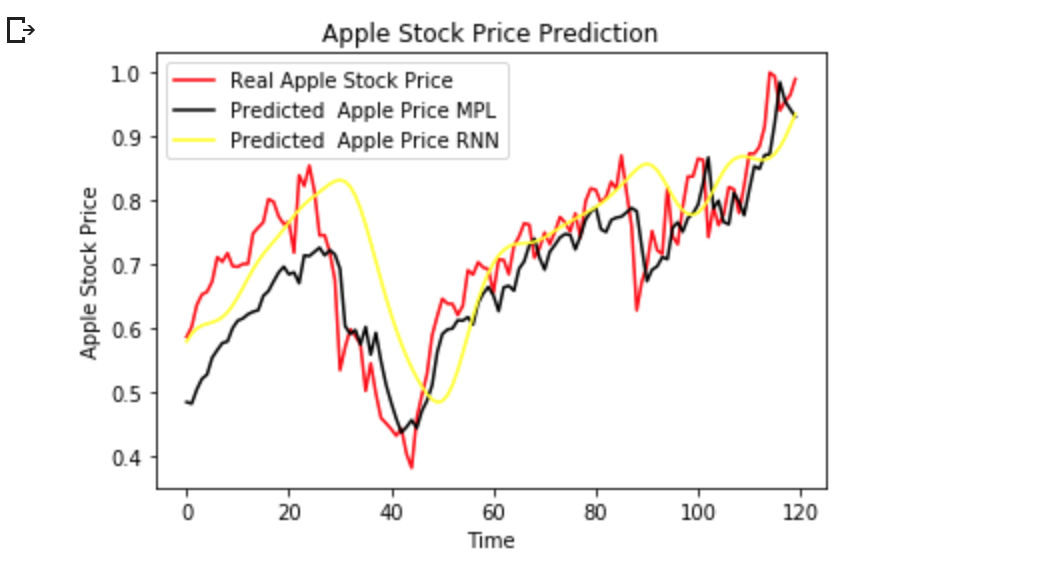 Apple Stock Price Prediction
Real Apple Stock Price
Predicted  Apple Price MPL
Predicted  Apple Price RNN
Apple Stock Price
1.0
0.9
0.8
0.7
0.6
0.5
0.4
0 20 40 60 80 100 120
Time